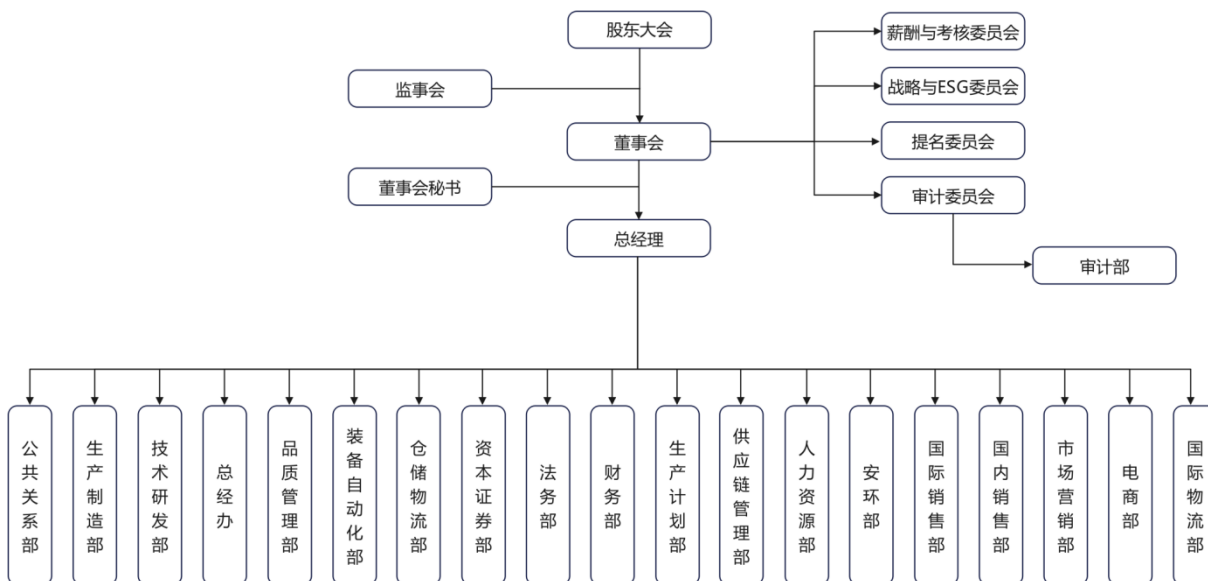 股东大会
薪酬与考核委员会
监事会
战略与ESG委员会
董事会
提名委员会
董事会秘书
审计委员会
总经理
审计部
公共关系部
生产制造部
技术研发部
总经办
品质管理部
装备自动化部
仓储物流部
资本证券部
法务部
财务部
生产计划部
供应链管理部
人力资源部
安环部
国际销售部
国内销售部
市场营销部
电商部
国际物流部